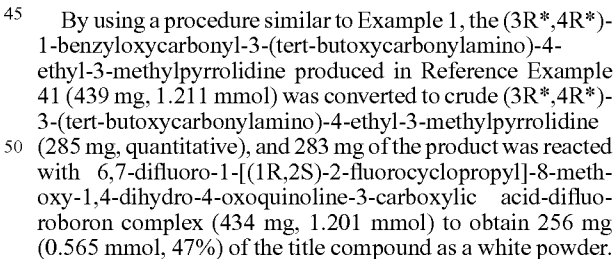 45 By using a procedure similar to Example 1, the (3R*,4R*)-
1-benzyloxycarbonyl-3-(tert-butoxycarbonylamino)-4-
ethyl-3-methylpyrrolidine produced in Reference Example
41 (439 mg, 1.211 mmol) was converted to crude (3R*,4R*)-
3-(tert-butoxycarbonylamino)-4-ethyl-3-methylpyrrolidine
50 (285 mg, quantitative), and 283 mg of the product was reacted
with 6,7-difluoro-1-[(1R,2S)-2-fluorocyclopropyl]-8-meth-
oxy-1,4-dihydro-4-oxoquinoline-3-carboxylic acid-difluo-
roboron complex (434 mg, 1.201 mmol) to obtain 256 mg
(0.565 mmol, 47%) of the title compound as a white powder.